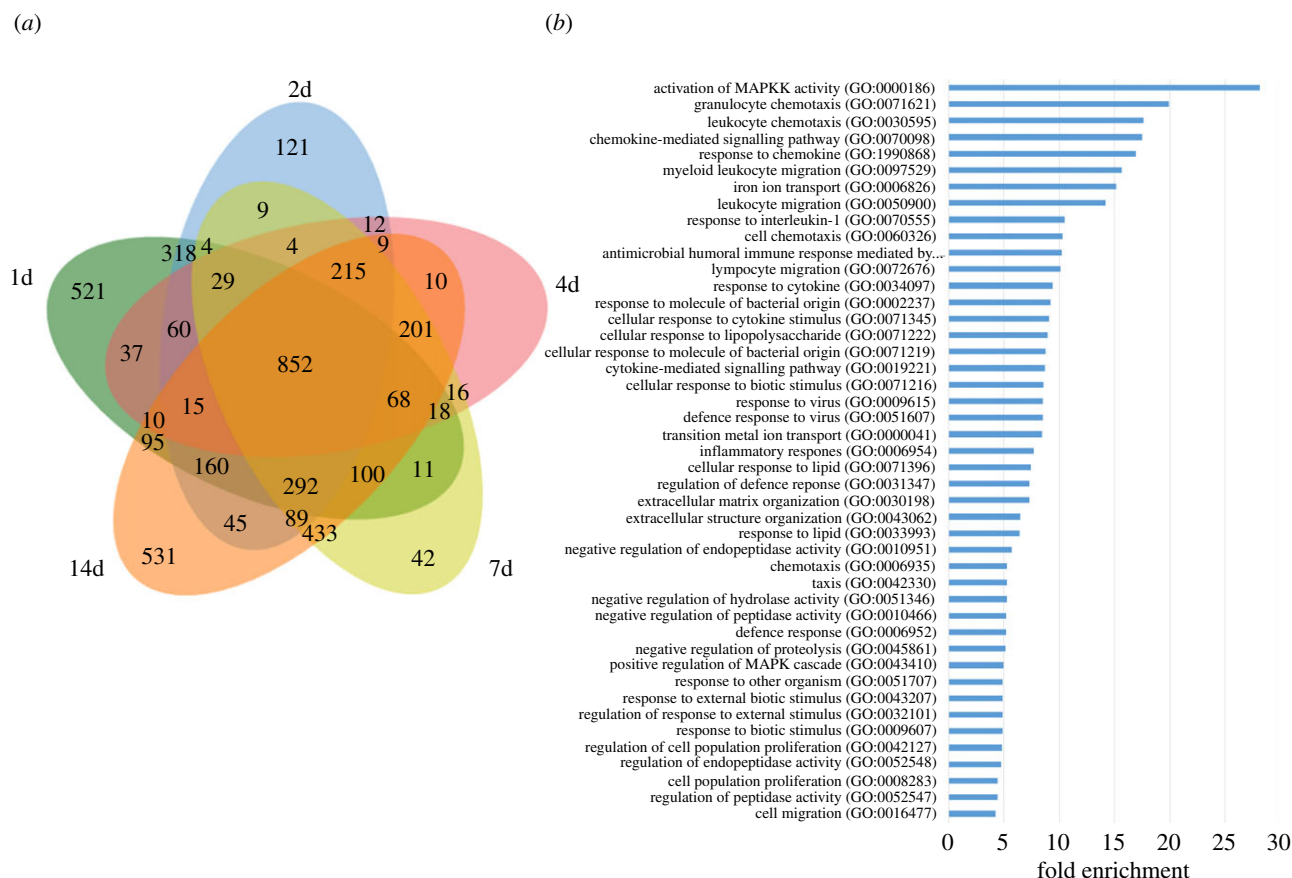 (a)
(b)
2d
121
9
12
318
4
4
9
1d
29
215
10
4d
521
60
201
37
852
15
68
16
10
18
95
160
292
100
11
45
89
433
14d
531
42
7d
activation of MAPKK activity (GO:0000186)
granulocyte chemotaxis (GO:0071621)
leukocyte chemotaxis (GO:0030595)
chemokine-mediated signalling pathway (GO:0070098)
response to chemokine (GO:1990868)
myeloid leukocyte migration (GO:0097529)
iron ion transport (GO:0006826)
leukocyte migration (GO:0050900)
response to interleukin-1 (GO:0070555)
cell chemotaxis (GO:0060326)
antimicrobial humoral immune response mediated by...
lympocyte migration (GO:0072676)
response to cytokine (GO:0034097)
response to molecule of bacterial origin (GO:0002237)
cellular response to cytokine stimulus (GO:0071345)
cellular response to lipopolysaccharide (GO:0071222)
cellular response to molecule of bacterial origin (GO:0071219)
cytokine-mediated signalling pathway (GO:0019221)
cellular response to biotic stimulus (GO:0071216)
response to virus (GO:0009615)
defence response to virus (GO:0051607)
transition metal ion transport (GO:0000041)
inflammatory respones (GO:0006954)
cellular response to lipid (GO:0071396)
regulation of defence reponse (GO:0031347)
extracellular matrix organization (GO:0030198)
extracellular structure organization (GO:0043062)
response to lipid (GO:0033993)
negative regulation of endopeptidase activity (GO:0010951)
chemotaxis (GO:0006935)
taxis (GO:0042330)
negative regulation of hydrolase activity (GO:0051346)
negative regulation of peptidase activity (GO:0010466)
defence response (GO:0006952)
negative regulation of proteolysis (GO:0045861)
positive regulation of MAPK cascade (GO:0043410)
response to other organism (GO:0051707)
response to external biotic stimulus (GO:0043207)
regulation of response to external stimulus (GO:0032101)
response to biotic stimulus (GO:0009607)
regulation of cell population proliferation (GO:0042127)
regulation of endopeptidase activity (GO:0052548)
cell population proliferation (GO:0008283)
regulation of peptidase activity (GO:0052547)
cell migration (GO:0016477)
0 5 10 15 20 25 30
fold enrichment